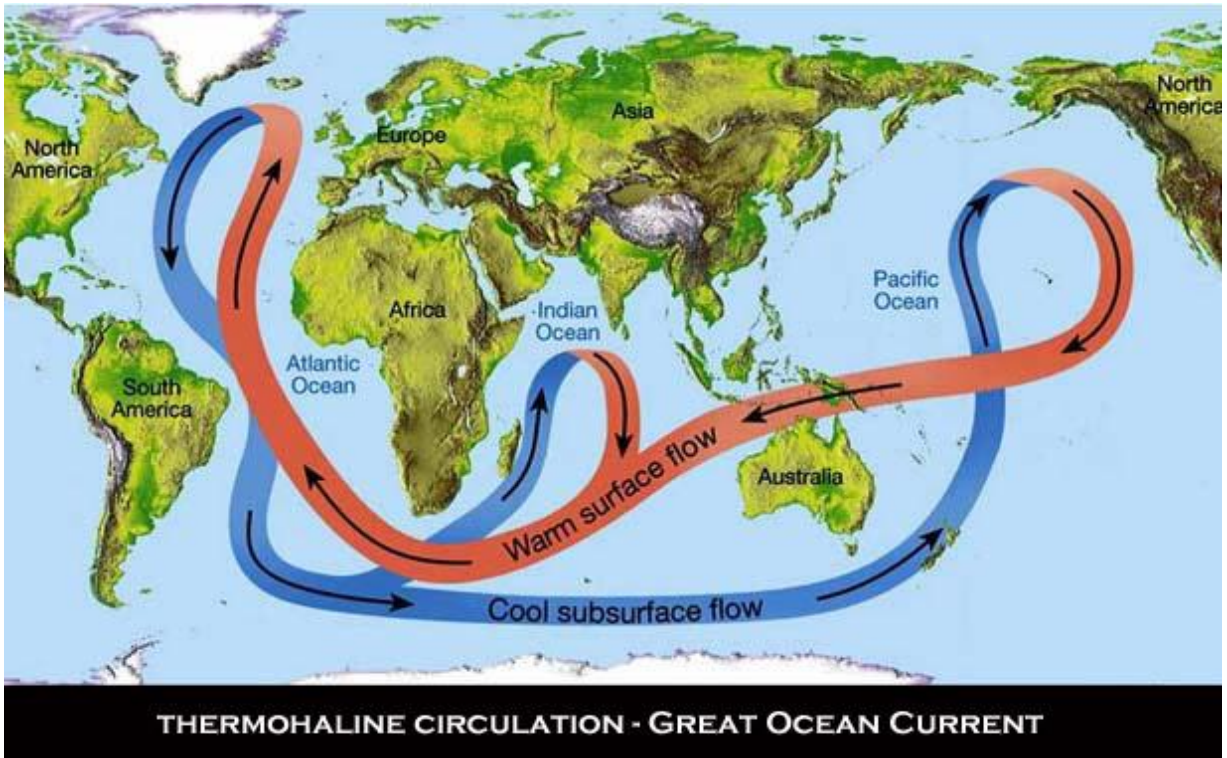 North
America
Europe
Asia
North
America
Africa
Indian
Ocean
Pacific
Ocean
Atlantic
Ocean
South
America
Australia
Warm surface flow
Cool subsurface flow
THERMOHALINE CIRCULATION - GREAT OCEAN CURRENT